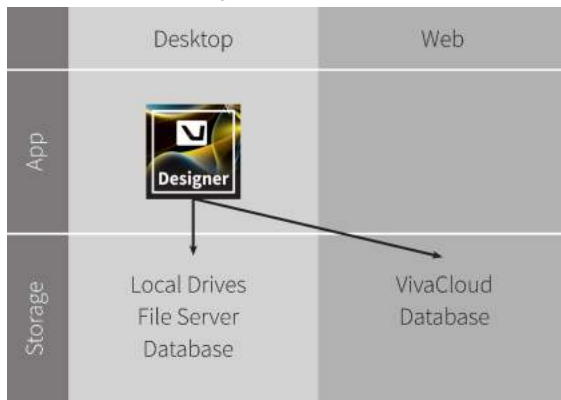 Desktop
Web
App
V
Designer
Storage
Local Drives
File Server
Database
VivaCloud
Database